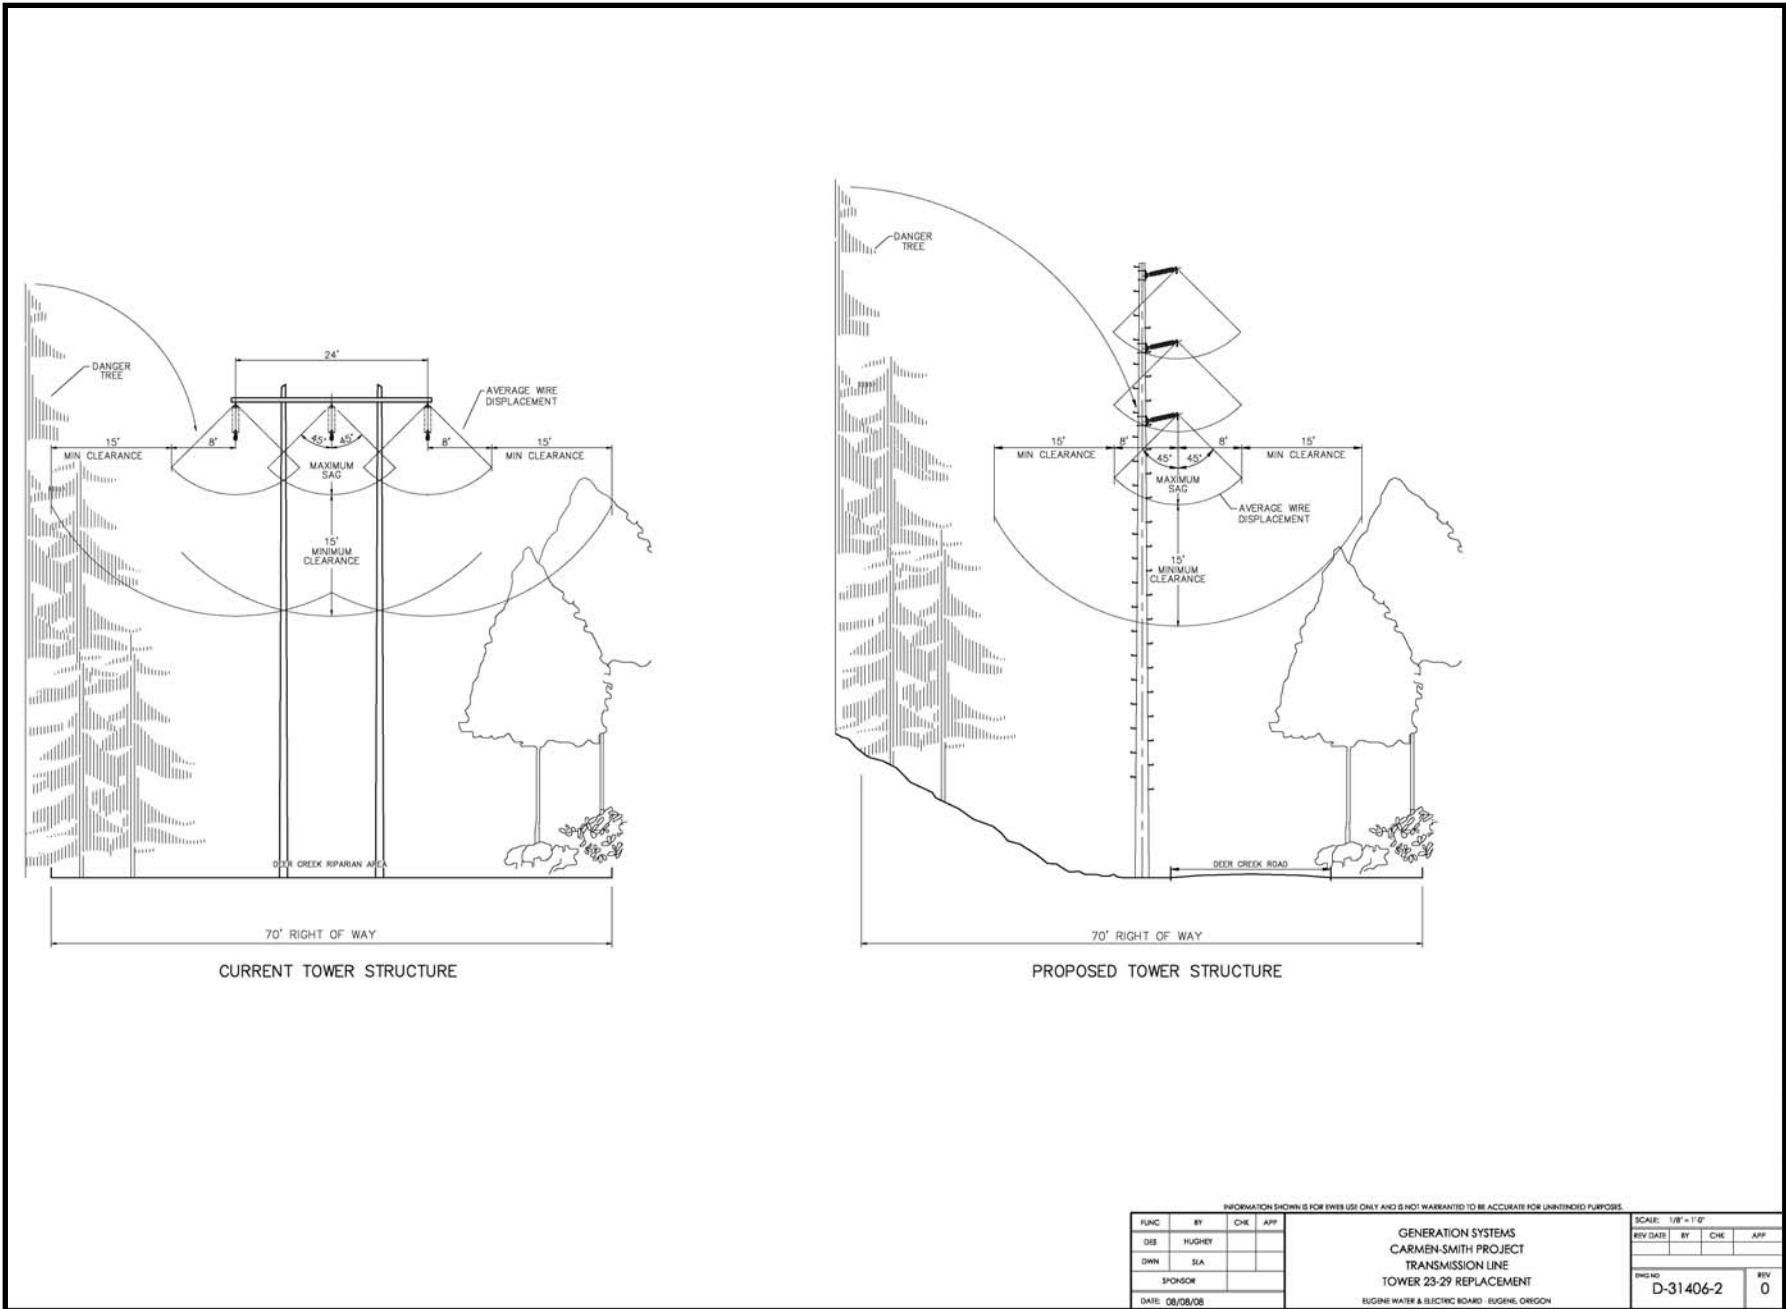 DANGER
TREE
24'
AVERAGE WIRE
DISPLACEMENT
15'
MIN CLEARANCE
8'
45°
45°
8'
15'
MIN CLEARANCE
MAXIMUM
SAG
15'
MINIMUM
CLEARANCE
DEER CREEK RIPARIAN AREA
70' RIGHT OF WAY
CURRENT TOWER STRUCTURE
DANGER
TREE
15'
MIN CLEARANCE
8'
8'
15'
MIN CLEARANCE
45°
45°
MAXIMUM
SAG
AVERAGE WIRE
DISPLACEMENT
15'
MINIMUM
CLEARANCE
DEER CREEK ROAD
70' RIGHT OF WAY
PROPOSED TOWER STRUCTURE
INFORMATION SHOWN IS FOR EWEB USE ONLY AND IS NOT WARRANTED TO BE ACCURATE FOR UNINTENDED PURPOSES.
FUNC BY CHK APP
DES HUGHEY
DWN SLA
SPONSOR
DATE: 08/08/08
GENERATION SYSTEMS
CARMEN-SMITH PROJECT
TRANSMISSION LINE
TOWER 23-29 REPLACEMENT
EUGENE WATER & ELECTRIC BOARD - EUGENE, OREGON
SCALE: 1/8" = 1'0"
REV DATE BY CHK APP
DWG NO
D-31406-2
REV
0